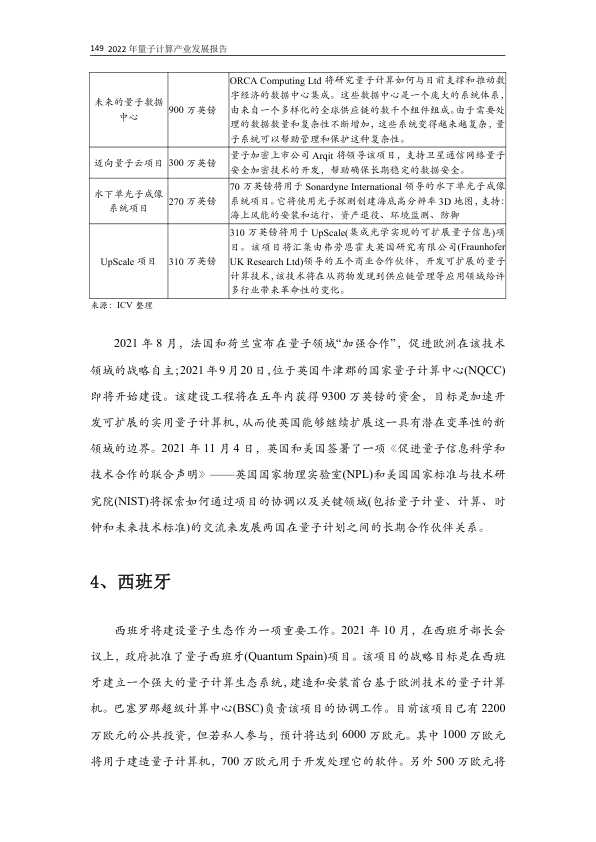 149 2022 年量子计算产业发展报告
未来的量子数据
中心
900 万英镑
ORCA Computing Ltd 将研究量子计算如何与目前支撑和推动数
字经济的数据中心集成。这些数据中心是一个庞大的系统体系,
由来自一个多样化的全球供应链的数千个组件组成。由于需要处
理的数据数量和复杂性不断增加,这些系统变得越来越复杂,量
子系统可以帮助管理和保护这种复杂性。
迈向量子云项目
300 万英镑
量子加密上市公司 Arqit 将领导该项目,支持卫星通信网络量子
安全加密技术的开发,帮助确保长期稳定的数据安全。
水下单光子成像
系统项目
270 万英镑
70 万英镑将用于 Sonardyne International 领导的水下单光子成像
系统项目。它将使用光子探测创建海底高分辨率 3D 地图,支持:
海上风能的安装和运行、资产退役、环境监测、防御
UpScale 项目
310 万英镑
310 万英镑将用于 UpScale(集成光学实现的可扩展量子信息)项
目。该项目将汇集由弗劳恩霍夫英国研究有限公司(Fraunhofer
UK Research Ltd)领导的五个商业合作伙伴,开发可扩展的量子
计算技术,该技术将在从药物发现到供应链管理等应用领域给许
多行业带来革命性的变化。
来源:ICV 整理
2021 年 8 月,法国和荷兰宣布在量子领域“加强合作”,促进欧洲在该技术
领域的战略自主;2021 年 9 月 20 日,位于英国牛津郡的国家量子计算中心(NQCC)
即将开始建设。该建设工程将在五年内获得 9300 万英镑的资金,目标是加速开
发可扩展的实用量子计算机,从而使英国能够继续扩展这一具有潜在变革性的新
领域的边界。2021 年 11 月 4 日,英国和美国签署了一项《促进量子信息科学和
技术合作的联合声明》——英国国家物理实验室(NPL)和美国国家标准与技术研
究院(NIST)将探索如何通过项目的协调以及关键领域(包括量子计量、计算、时
钟和未来技术标准)的交流来发展两国在量子计划之间的长期合作伙伴关系。
4、西班牙
西班牙将建设量子生态作为一项重要工作。2021 年 10 月,在西班牙部长会
议上,政府批准了量子西班牙(Quantum Spain)项目。该项目的战略目标是在西班
牙建立一个强大的量子计算生态系统,建造和安装首台基于欧洲技术的量子计算
机。巴塞罗那超级计算中心(BSC)负责该项目的协调工作。目前该项目已有 2200
万欧元的公共投资,但若私人参与,预计将达到 6000 万欧元。其中 1000 万欧元
将用于建造量子计算机,700 万欧元用于开发处理它的软件。另外 500 万欧元将